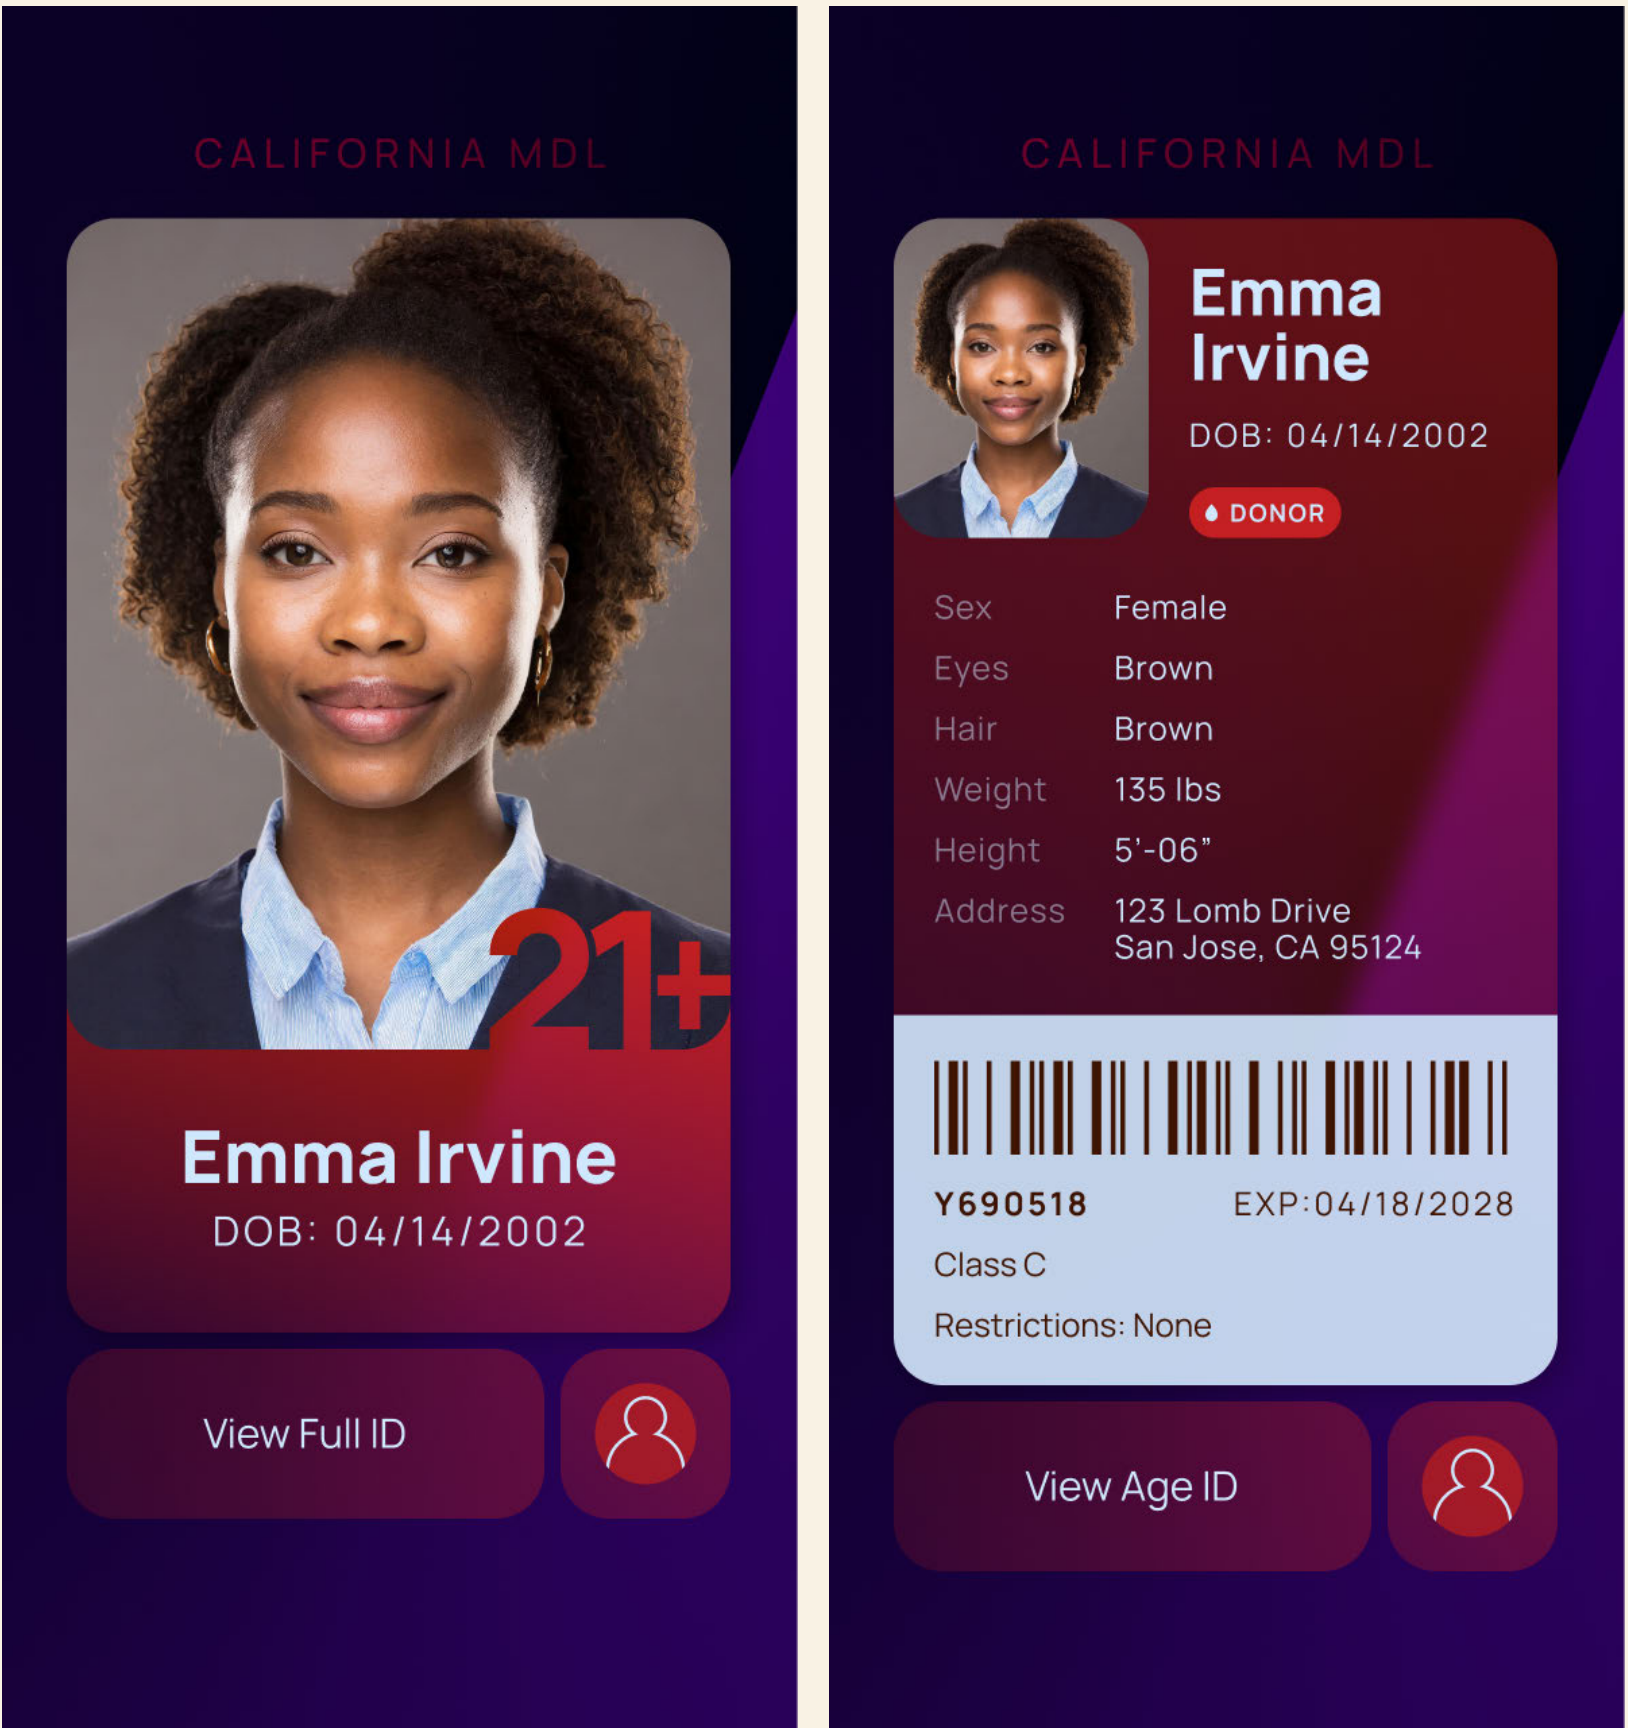 CALIFORNIA MDL
21+
Emma Irvine
DOB: 04/14/2002
View Full ID
CALIFORNIA MDL
Emma
Irvine
DOB: 04/14/2002
DONOR
Sex Female
Eyes Brown
Hair Brown
Weight 135 lbs
Height 5’-06”
Address 123 Lomb Drive
San Jose, CA 95124
Y690518 EXP:04/18/2028
Class C
Restrictions: None
View Age ID